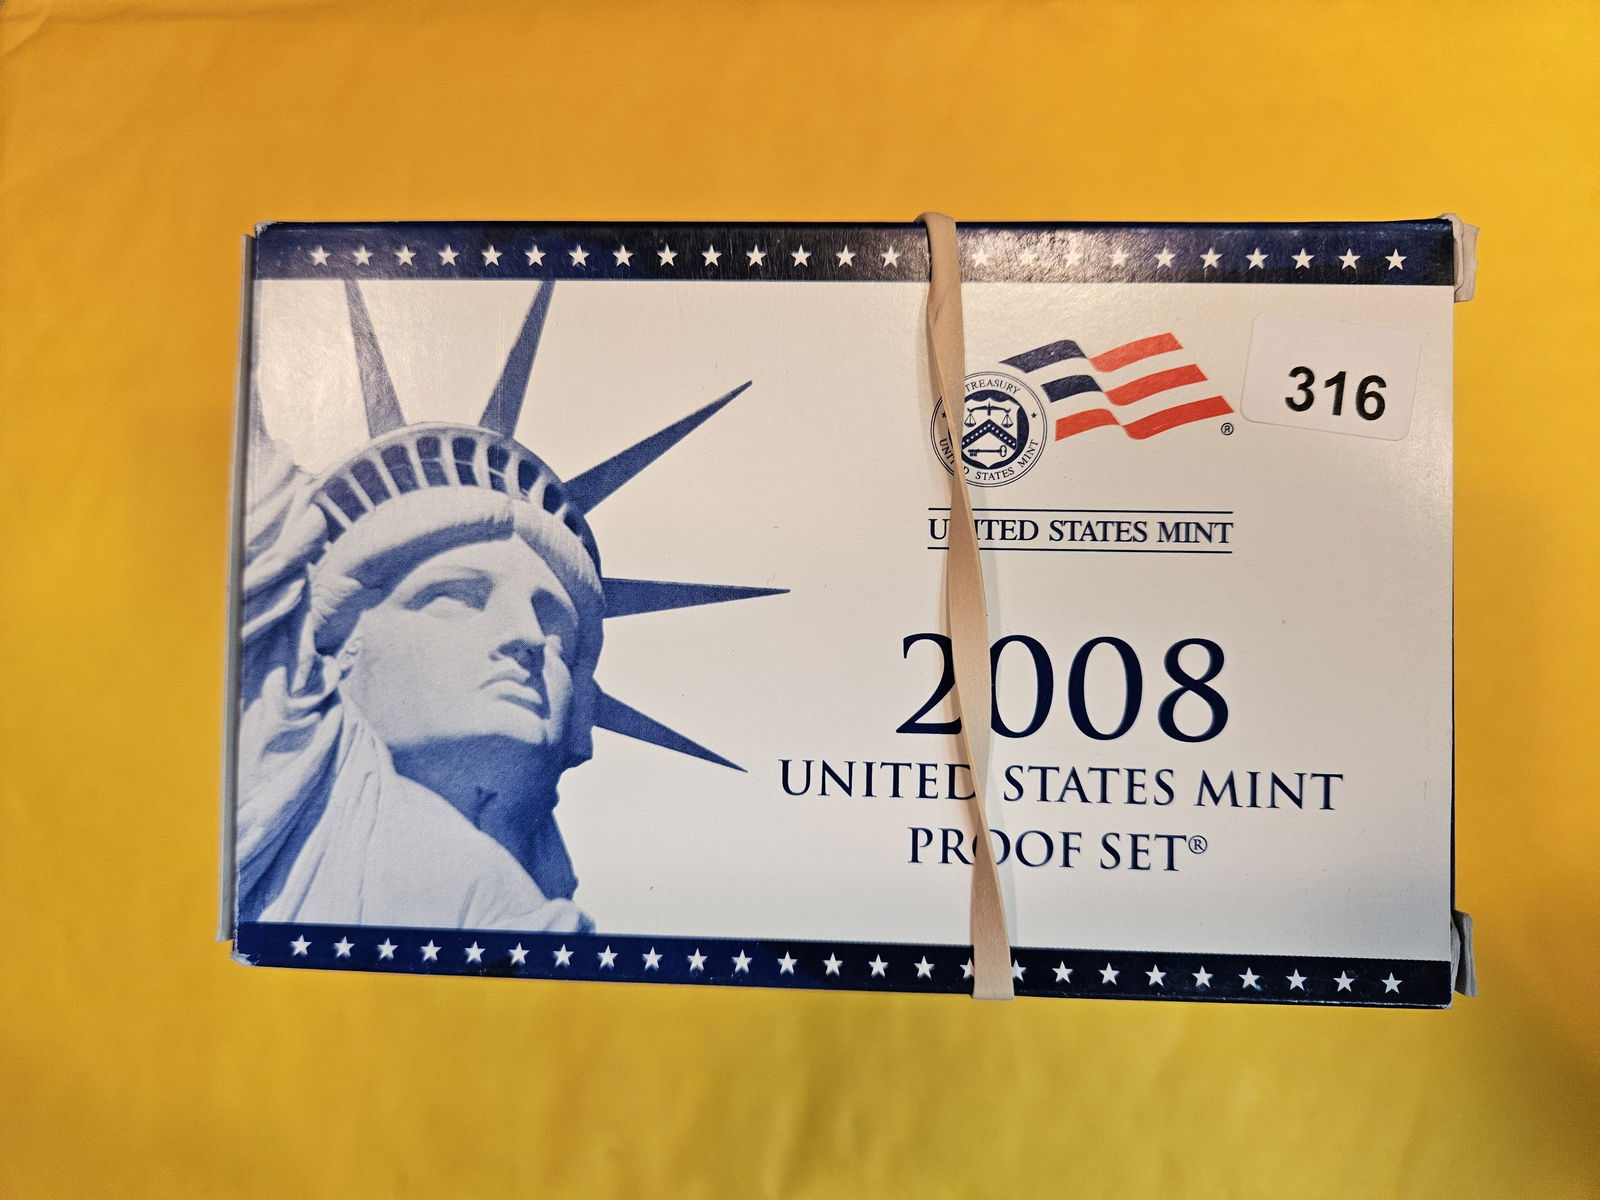 316
TREASURY
UNITED STATES MINT
®
UNITED STATES MINT
2008
UNITED STATES MINT
PROOF SET®